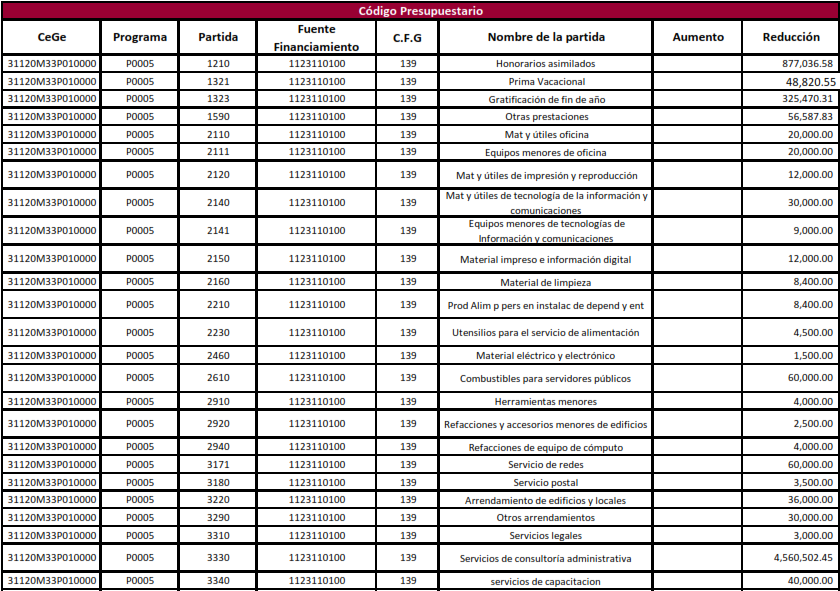 Código Presupuestario
CeGe Programa Partida Fuente Financiamiento C.F.G Nombre de la partida Aumento Reducción
31120M33P010000 P0005 1210 1123110100 139 Honorarios asimilados 877,036.58
31120M33P010000 P0005 1321 1123110100 139 Prima Vacacional 48,820.55
31120M33P010000 P0005 1323 1123110100 139 Gratificación de fin de año 325,470.31
31120M33P010000 P0005 1590 1123110100 139 Otras prestaciones 56,587.83
31120M33P010000 P0005 2110 1123110100 139 Mat y útiles oficina 20,000.00
31120M33P010000 P0005 2111 1123110100 139 Equipos menores de oficina 20,000.00
31120M33P010000 P0005 2120 1123110100 139 Mat y útiles de impresión y reproducción 12,000.00
31120M33P010000 P0005 2140 1123110100 139 Mat y útiles de tecnología de la información y comunicaciones 30,000.00
31120M33P010000 P0005 2141 1123110100 139 Equipos menores de tecnologías de Información y comunicaciones 9,000.00
31120M33P010000 P0005 2150 1123110100 139 Material impreso e información digital 12,000.00
31120M33P010000 P0005 2160 1123110100 139 Material de limpieza 8,400.00
31120M33P010000 P0005 2210 1123110100 139 Prod Alim p pers en instalac de depend y ent 8,400.00
31120M33P010000 P0005 2230 1123110100 139 Utensilios para el servicio de alimentación 4,500.00
31120M33P010000 P0005 2460 1123110100 139 Material eléctrico y electrónico 1,500.00
31120M33P010000 P0005 2610 1123110100 139 Combustibles para servidores públicos 60,000.00
31120M33P010000 P0005 2910 1123110100 139 Herramientas menores 4,000.00
31120M33P010000 P0005 2920 1123110100 139 Refacciones y accesorios menores de edificios 2,500.00
31120M33P010000 P0005 2940 1123110100 139 Refacciones de equipo de cómputo 4,000.00
31120M33P010000 P0005 3171 1123110100 139 Servicio de redes 60,000.00
31120M33P010000 P0005 3180 1123110100 139 Servicio postal 3,500.00
31120M33P010000 P0005 3220 1123110100 139 Arrendamiento de edificios y locales 36,000.00
31120M33P010000 P0005 3290 1123110100 139 Otros arrendamientos 30,000.00
31120M33P010000 P0005 3310 1123110100 139 Servicios legales 3,000.00
31120M33P010000 P0005 3330 1123110100 139 Servicios de consultoría administrativa 4,560,502.45
31120M33P010000 P0005 3340 1123110100 139 servicios de capacitacion 40,000.00